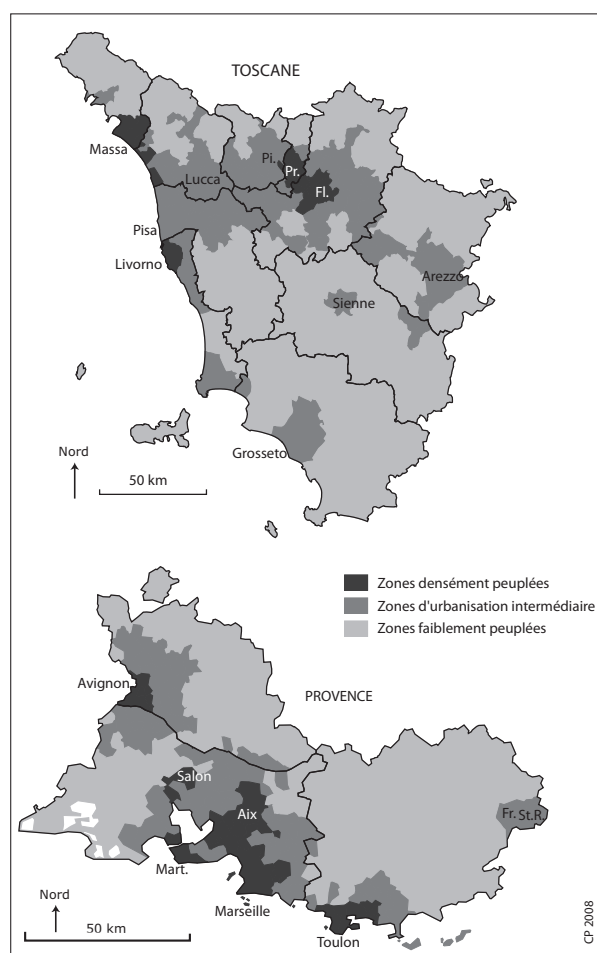 TOSCANE
Massa
Lucca
Pi.
Pr.
Fl.
Pisa
Livorno
Arezzo
Sienne
Grosseto
Nord
50 km
Zones densément peuplées
Zones d'urbanisation intermédiaire
Zones faiblement peuplées
Avignon
PROVENCE
Salon
Aix
Fr. St.R.
Mart.
Marseille
Toulon
Nord
50 km
CP 2008